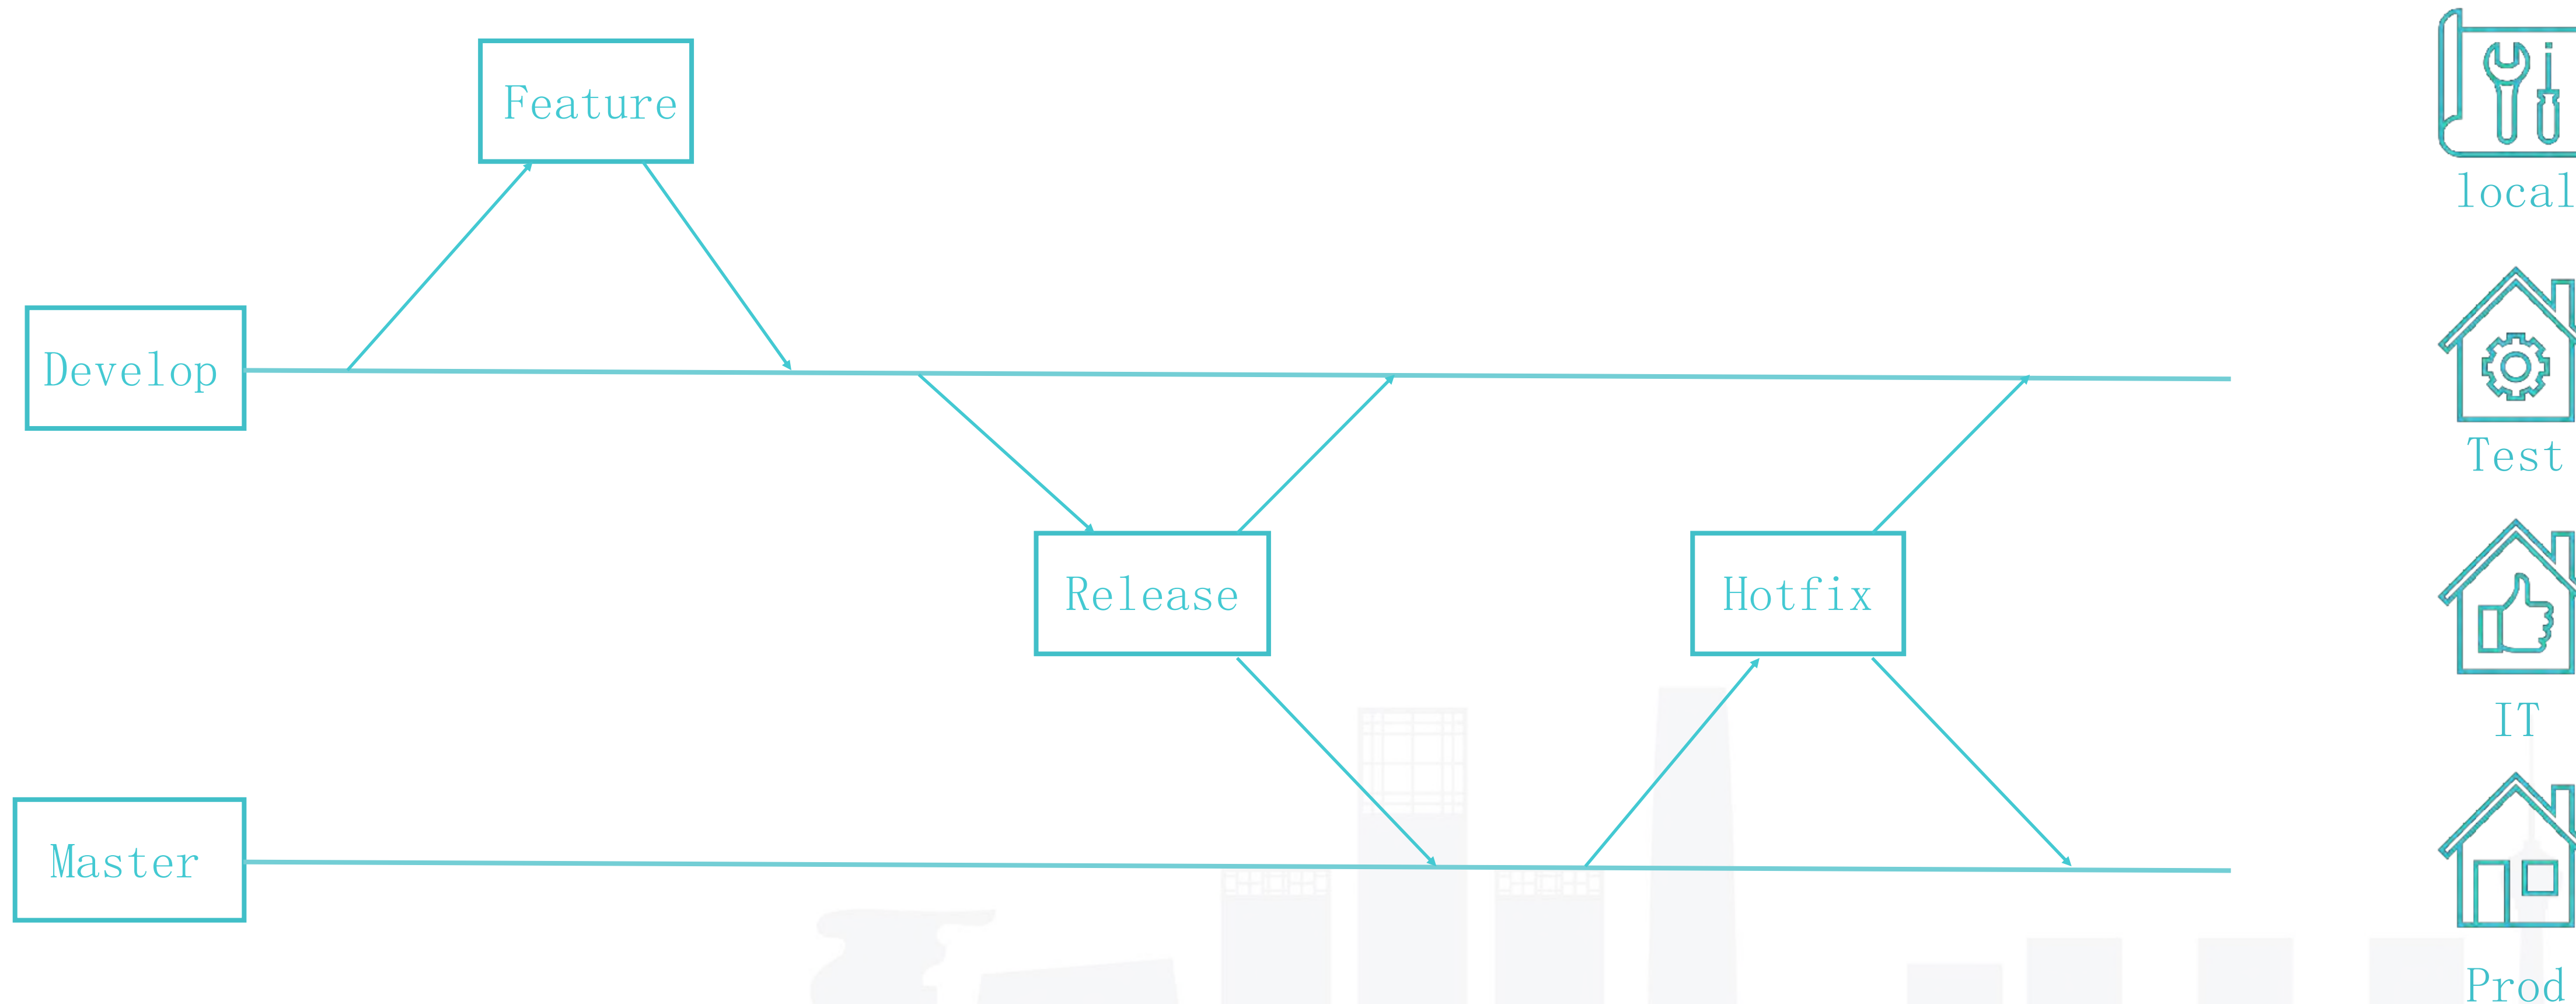 Feature
local
Develop
Test
Release
Hotfix
IT
Master
Prod